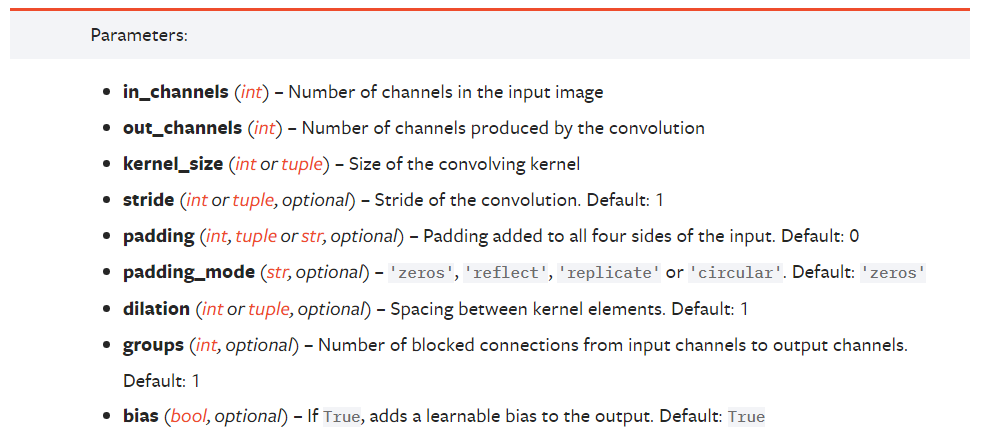 Parameters:
• in_channels (int) – Number of channels in the input image
• out_channels (int) – Number of channels produced by the convolution
• kernel_size (int or tuple) – Size of the convolving kernel
• stride (int or tuple, optional) – Stride of the convolution. Default: 1
• padding (int, tuple or str, optional) – Padding added to all four sides of the input. Default: 0
• padding_mode (str, optional) – 'zeros', 'reflect', 'replicate' or 'circular'. Default: 'zeros'
• dilation (int or tuple, optional) – Spacing between kernel elements. Default: 1
• groups (int, optional) – Number of blocked connections from input channels to output channels.
Default: 1
• bias (bool, optional) – If True, adds a learnable bias to the output. Default: True